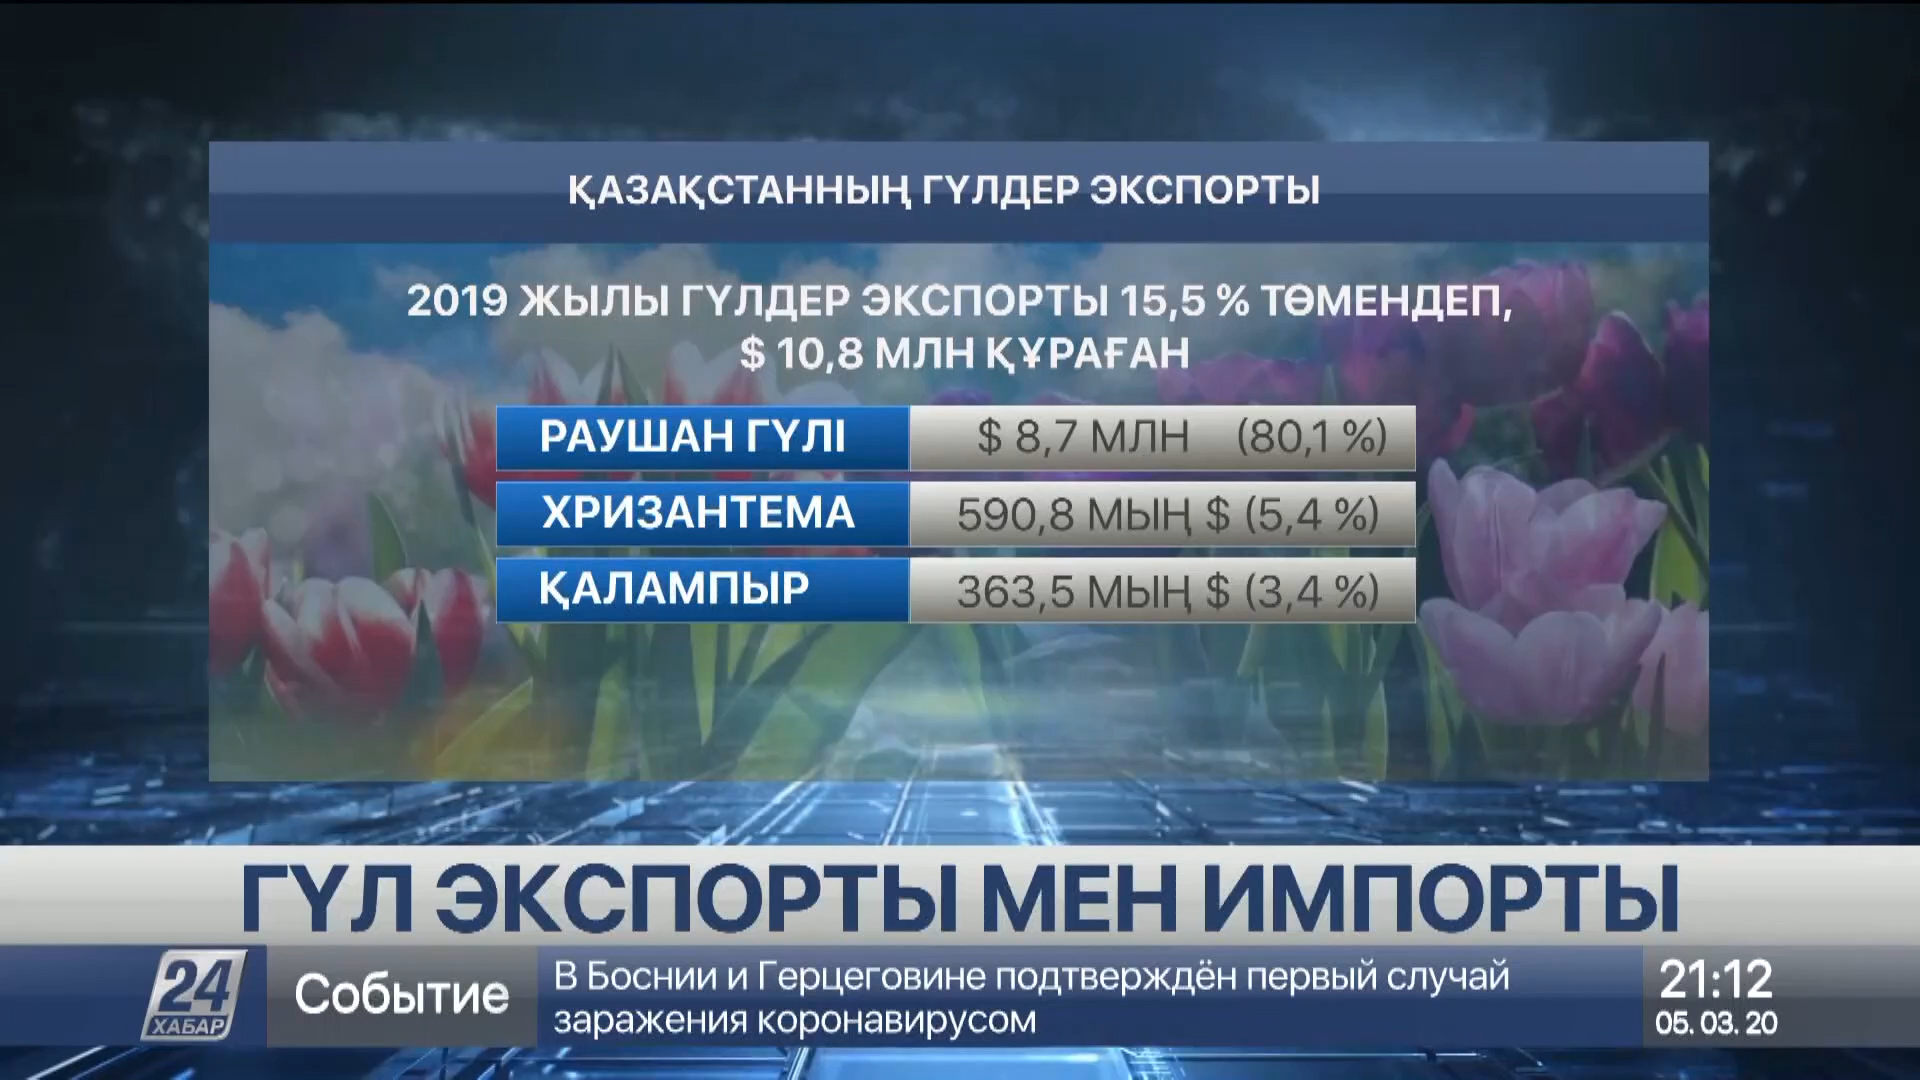 ҚАЗАҚСТАННЫҢ ГҮЛДЕР ЭКСПОРТЫ
2019 ЖЫЛЫ ГҮЛДЕР ЭКСПОРТЫ 15,5 % ТӨМЕНДЕП,
$ 10,8 МЛН ҚҰРАҒАН
РАУШАН ГҮЛІ $ 8,7 МЛН (80,1 %)
ХРИЗАНТЕМА 590,8 МЫҢ $ (5,4 %)
ҚАЛАМПЫР 363,5 МЫҢ $ (3,4 %)
ГҮЛ ЭКСПОРТЫ МЕН ИМПОРТЫ
24
ХАБАР
Событие
В Боснии и Герцеговине подтверждён первый случай
заражения коронавирусом
21:12
05. 03. 20